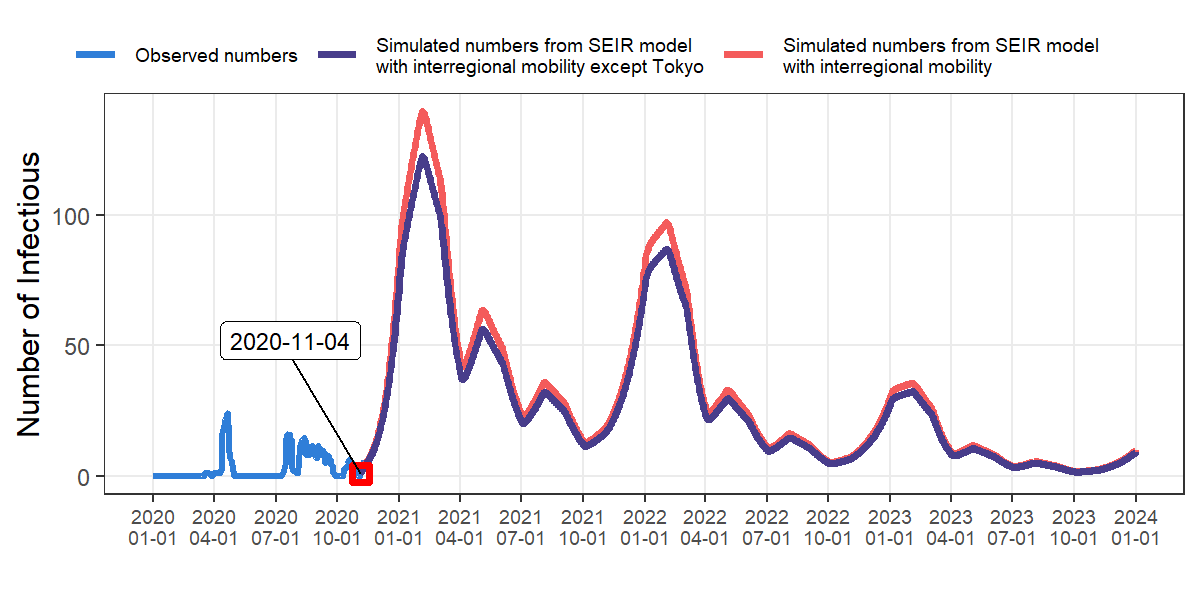 Observed numbers
Simulated numbers from SEIR model
with interregional mobility except Tokyo
Simulated numbers from SEIR model
with interregional mobility
Number of Infectious
100
50
0
2020-11-04
2020 2020 2020 2020 2021 2021 2021 2021 2022 2022 2022 2022 2023 2023 2023 2023 2024
01-01 04-01 07-01 10-01 01-01 04-01 07-01 10-01 01-01 04-01 07-01 10-01 01-01 04-01 07-01 10-01 01-01